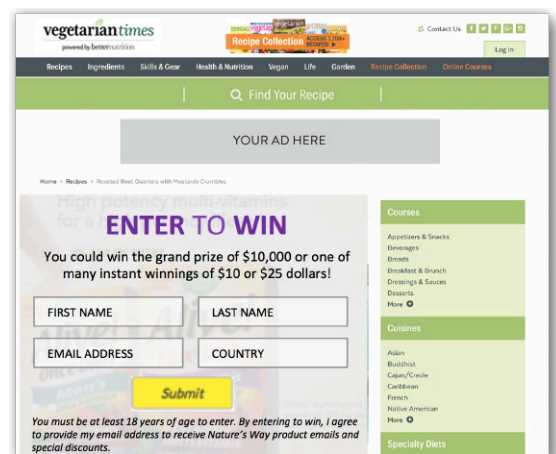 vegetariantimes
powered by betternutrition
Recipe Collection ACCESS 1,700+ RECIPES!
Contact Us
Log In
Recipes Ingredients Skills & Gear Health & Nutrition Vegan Life Garden Recipe Collection Online Courses
Find Your Recipe
YOUR AD HERE
Home Recipes Roasted Beet Quarters with Mustardy Crumbles
High potency multi-vitamins
for a
ENTER TO WIN
You could win the grand prize of $10,000 or one of
many instant winnings of $10 or $25 dollars!
FIRST NAME LAST NAME
EMAIL ADDRESS COUNTRY
Submit
You must be at least 18 years of age to enter. By entering to win, i agree
to provide my email address to receive Nature's Way product emails and
special discounts.
Courses
Appetizers & Snacks
Beverages
Breads
Breakfast & Brunch
Dressings & Sauces
Desserts
More
Cuisines
Asian
Buddhist
Cajun/Creole
Caribbean
French
Native American
More
Specialty Diets